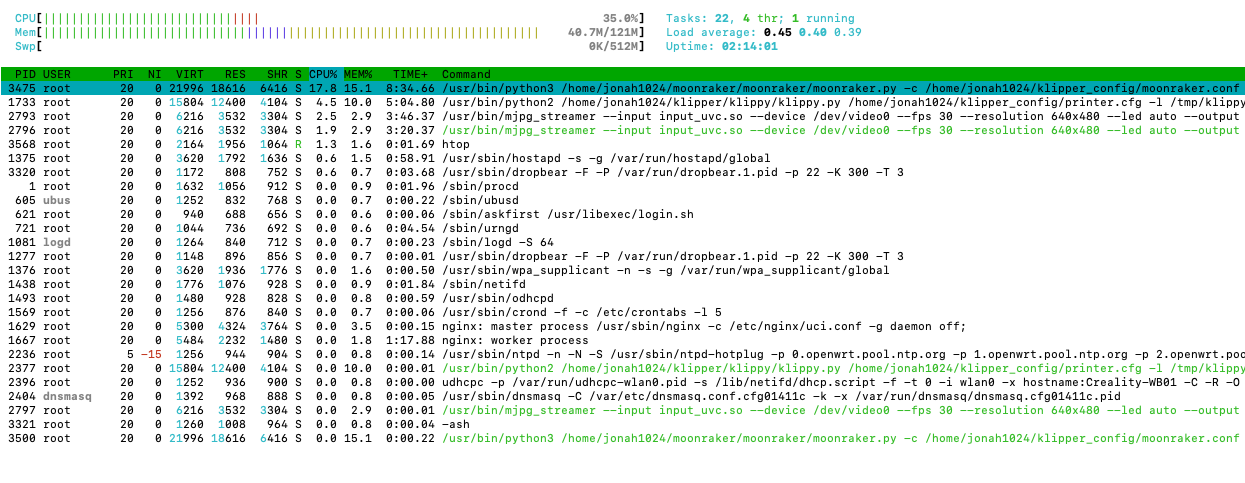 CPU[||||||||||||||||||||||||||||||| 35.0%] Tasks: 22, 4 thr; 1 running
Mem[|||||||||||||||||||||||||||||||||||||||||||||||||||||||||||||||||||||||| 40.7M/121M] Load average: 0.45 0.40 0.39
Swp[ 0K/512M] Uptime: 02:14:01
PID USER PRI NI VIRT RES SHR S CPU% MEM% TIME+ Command
3475 root 20 0 21996 18616 6416 S 17.8 15.1 8:34.66 /usr/bin/python3 /home/jonah1024/moonraker/moonraker/moonraker.py -c /home/jonah1024/klipper_config/moonraker.conf
1733 root 20 0 15804 12400 4104 S 4.5 10.0 5:04.80 /usr/bin/python2 /home/jonah1024/klipper/klippy/klippy.py /home/jonah1024/klipper_config/printer.cfg -l /tmp/klippy
2793 root 20 0 6216 3532 3304 S 2.5 2.9 3:46.37 /usr/bin/mjpg_streamer --input input_uvc.so --device /dev/video0 --fps 30 --resolution 640x480 --led auto --output
2796 root 20 0 6216 3532 3304 S 1.9 2.9 3:20.37 /usr/bin/mjpg_streamer --input input_uvc.so --device /dev/video0 --fps 30 --resolution 640x480 --led auto --output
3568 root 20 0 2164 1956 1064 R 1.3 1.6 0:01.69 htop
1375 root 20 0 3620 1792 1636 S 0.6 1.5 0:58.91 /usr/sbin/hostapd -s -g /var/run/hostapd/global
3320 root 20 0 1172 808 752 S 0.6 0.7 0:03.68 /usr/sbin/dropbear -F -P /var/run/dropbear.1.pid -p 22 -K 300 -T 3
1 root 20 0 1632 1056 912 S 0.0 0.9 0:01.96 /sbin/procd
605 ubus 20 0 1252 832 768 S 0.0 0.7 0:00.22 /sbin/ubusd
621 root 20 0 940 688 656 S 0.0 0.6 0:00.06 /sbin/askfirst /usr/libexec/login.sh
721 root 20 0 1044 736 692 S 0.0 0.6 0:04.54 /sbin/urngd
1081 logd 20 0 1264 840 712 S 0.0 0.7 0:00.23 /sbin/logd -S 64
1277 root 20 0 1148 896 856 S 0.0 0.7 0:00.01 /usr/sbin/dropbear -F -P /var/run/dropbear.1.pid -p 22 -K 300 -T 3
1376 root 20 0 3620 1936 1776 S 0.0 1.6 0:00.50 /usr/sbin/wpa_supplicant -n -s -g /var/run/wpa_supplicant/global
1438 root 20 0 1776 1076 928 S 0.0 0.9 0:01.84 /sbin/netifd
1493 root 20 0 1480 928 828 S 0.0 0.8 0:00.59 /usr/sbin/odhcpd
1569 root 20 0 1256 876 840 S 0.0 0.7 0:00.06 /usr/sbin/crond -f -c /etc/crontabs -l 5
1629 root 20 0 5300 4324 3764 S 0.0 3.5 0:00.15 nginx: master process /usr/sbin/nginx -c /etc/nginx/uci.conf -g daemon off;
1667 root 20 0 5484 2232 1480 S 0.0 1.8 1:17.88 nginx: worker process
2236 root 5 -15 1256 944 904 S 0.0 0.8 0:00.14 /usr/sbin/ntpd -n -N -S /usr/sbin/ntpd-hotplug -p 0.openwrt.pool.ntp.org -p 1.openwrt.pool.ntp.org -p 2.openwrt.poo
2377 root 20 0 15804 12400 4104 S 0.0 10.0 0:00.01 /usr/bin/python2 /home/jonah1024/klipper/klippy/klippy.py /home/jonah1024/klipper_config/printer.cfg -l /tmp/klippy
2396 root 20 0 1252 936 900 S 0.0 0.8 0:00.00 udhcpc -p /var/run/udhcpc-wlan0.pid -s /lib/netifd/dhcp.script -f -t 0 -i wlan0 -x hostname:Creality-WB01 -C -R -O
2404 dnsmasq 20 0 1392 968 888 S 0.0 0.8 0:00.05 /usr/sbin/dnsmasq -C /var/etc/dnsmasq.conf.cfg01411c -k -x /var/run/dnsmasq/dnsmasq.cfg01411c.pid
2797 root 20 0 6216 3532 3304 S 0.0 2.9 0:00.01 /usr/bin/mjpg_streamer --input input_uvc.so --device /dev/video0 --fps 30 --resolution 640x480 --led auto --output
3321 root 20 0 1260 1008 964 S 0.0 0.8 0:00.04 -ash
3500 root 20 0 21996 18616 6416 S 0.0 15.1 0:00.22 /usr/bin/python3 /home/jonah1024/moonraker/moonraker/moonraker.py -c /home/jonah1024/klipper_config/moonraker.conf